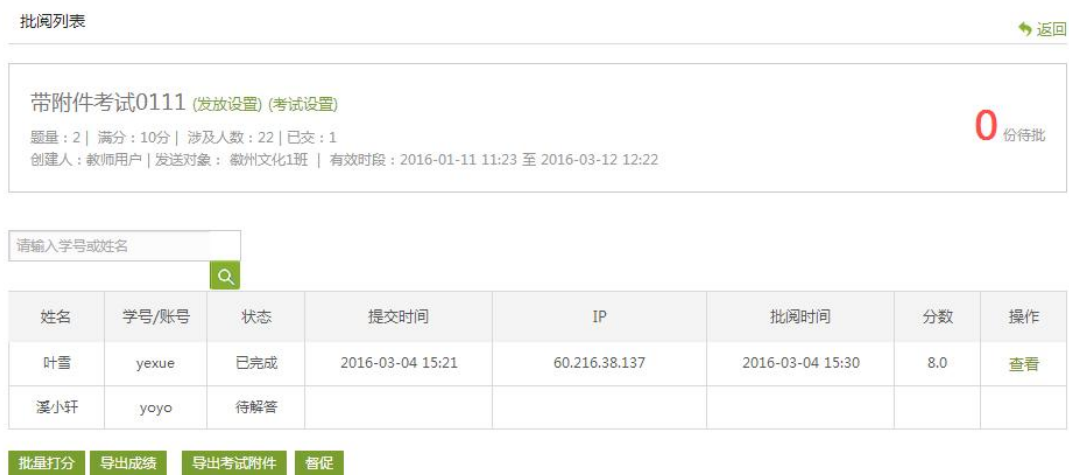 批阅列表
返回
带附件考试0111 (发放设置) (考试设置)
题量：2 | 满分：10分 | 涉及人数：22 | 已交：1
创建人：教师用户 | 发送对象： 徽州文化1班 | 有效时段：2016-01-11 11:23 至 2016-03-12 12:22
0 份待批
请输入学号或姓名
姓名 学号/账号 状态 提交时间 IP 批阅时间 分数 操作
叶雪 yexue 已完成 2016-03-04 15:21 60.216.38.137 2016-03-04 15:30 8.0 查看
溪小轩 yoyo 待解答
批量打分 导出成绩 导出考试附件 督促